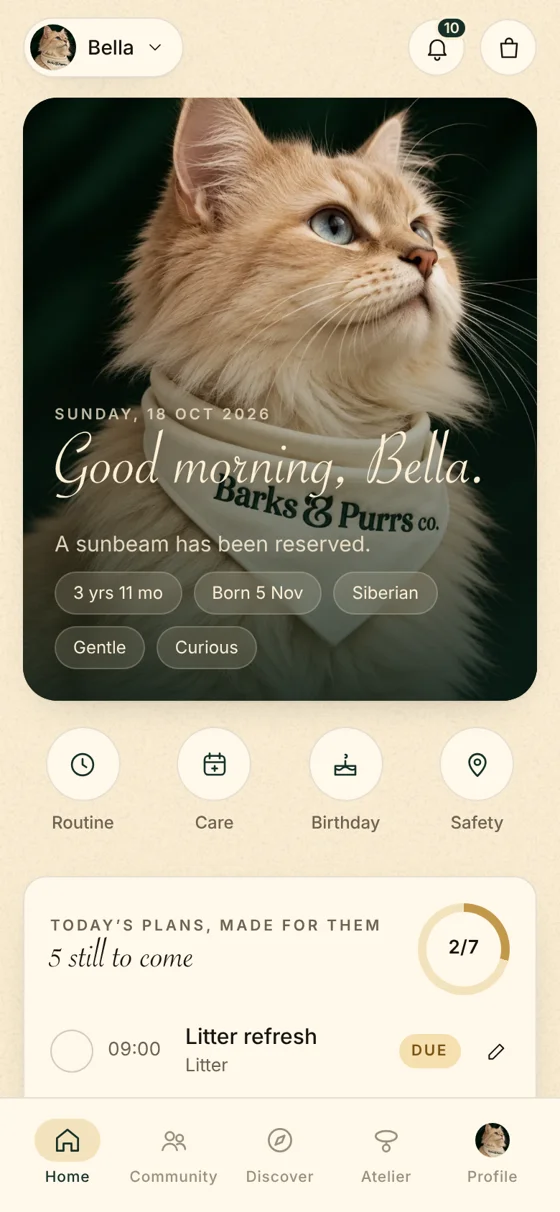 Bella
10
SUNDAY, 18 OCT 2026
Good morning, Bella.
Barks & Purrs co.
A sunbeam has been reserved.
3 yrs 11 mo
Born 5 Nov
Siberian
Gentle
Curious
Routine
Care
Birthday
Safety
TODAY’S PLANS, MADE FOR THEM
5 still to come
2/7
09:00
Litter refresh
Litter
DUE
Home
Community
Discover
Atelier
Profile